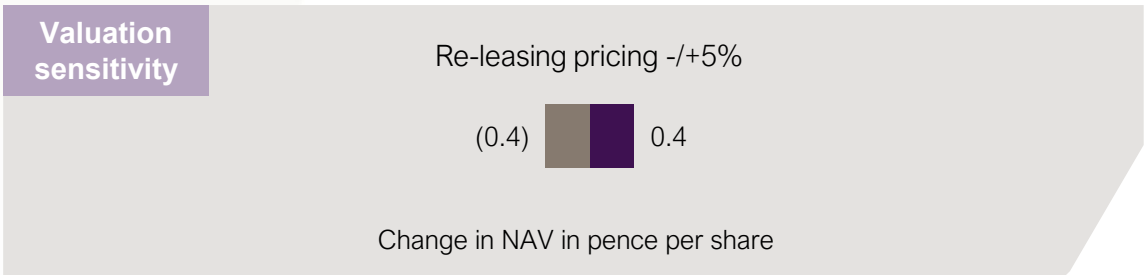 Valuation
sensitivity
Re-leasing pricing -/+5%
(0.4) 0.4
Change in NAV in pence per share